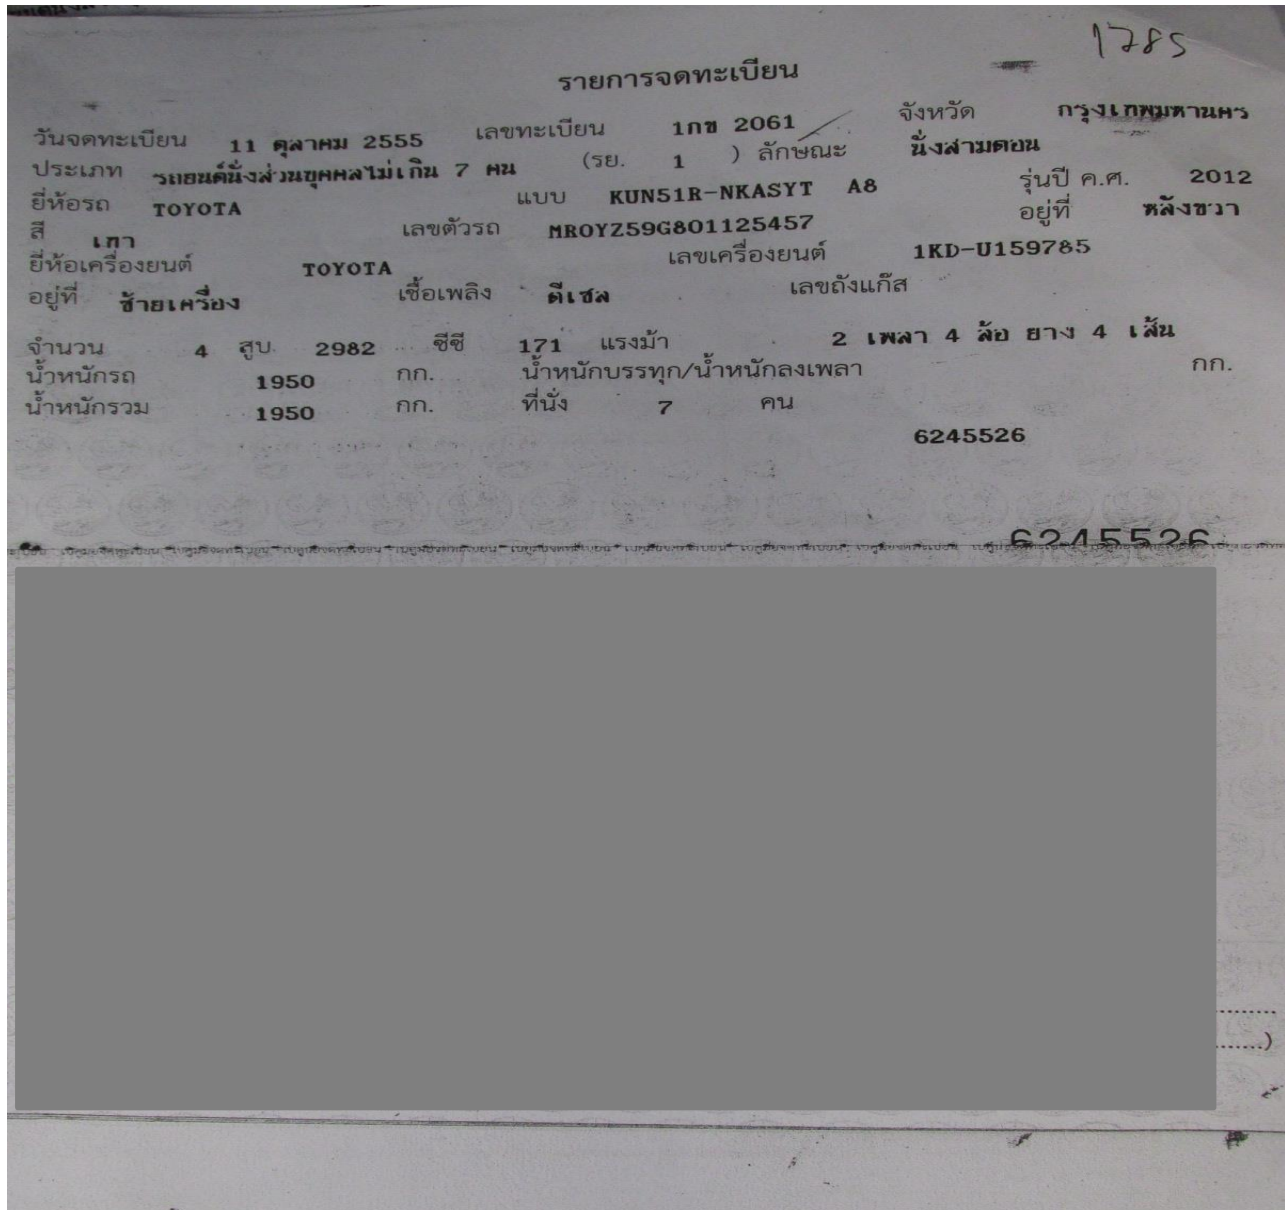 1785
รายการจดทะเบียน
วันจดทะเบียน 11 ตุลาคม 2555 เลขทะเบียน 1กข 2061 จังหวัด กรุงเทพมหานคร
ประเภท รถยนต์นั่งส่วนบุคคลไม่เกิน 7 คน (รย. 1 ) ลักษณะ นั่งสามตอน
ยี่ห้อรถ TOYOTA แบบ KUN51R-NKASYT A8 รุ่นปี ค.ศ. 2012
สี เทา เลขตัวรถ MR0YZ59G801125457 อยู่ที่ หลังขวา
ยี่ห้อเครื่องยนต์ TOYOTA เลขเครื่องยนต์ 1KD-U159785
อยู่ที่ ซ้ายเครื่อง เชื้อเพลิง ดีเซล เลขถังแก๊ส
จำนวน 4 สูบ 2982 ซีซี 171 แรงม้า 2 เพลา 4 ล้อ ยาง 4 เส้น
น้ำหนักรถ 1950 กก. น้ำหนักบรรทุก/น้ำหนักลงเพลา กก.
น้ำหนักรวม 1950 กก. ที่นั่ง 7 คน
6245526
6245526